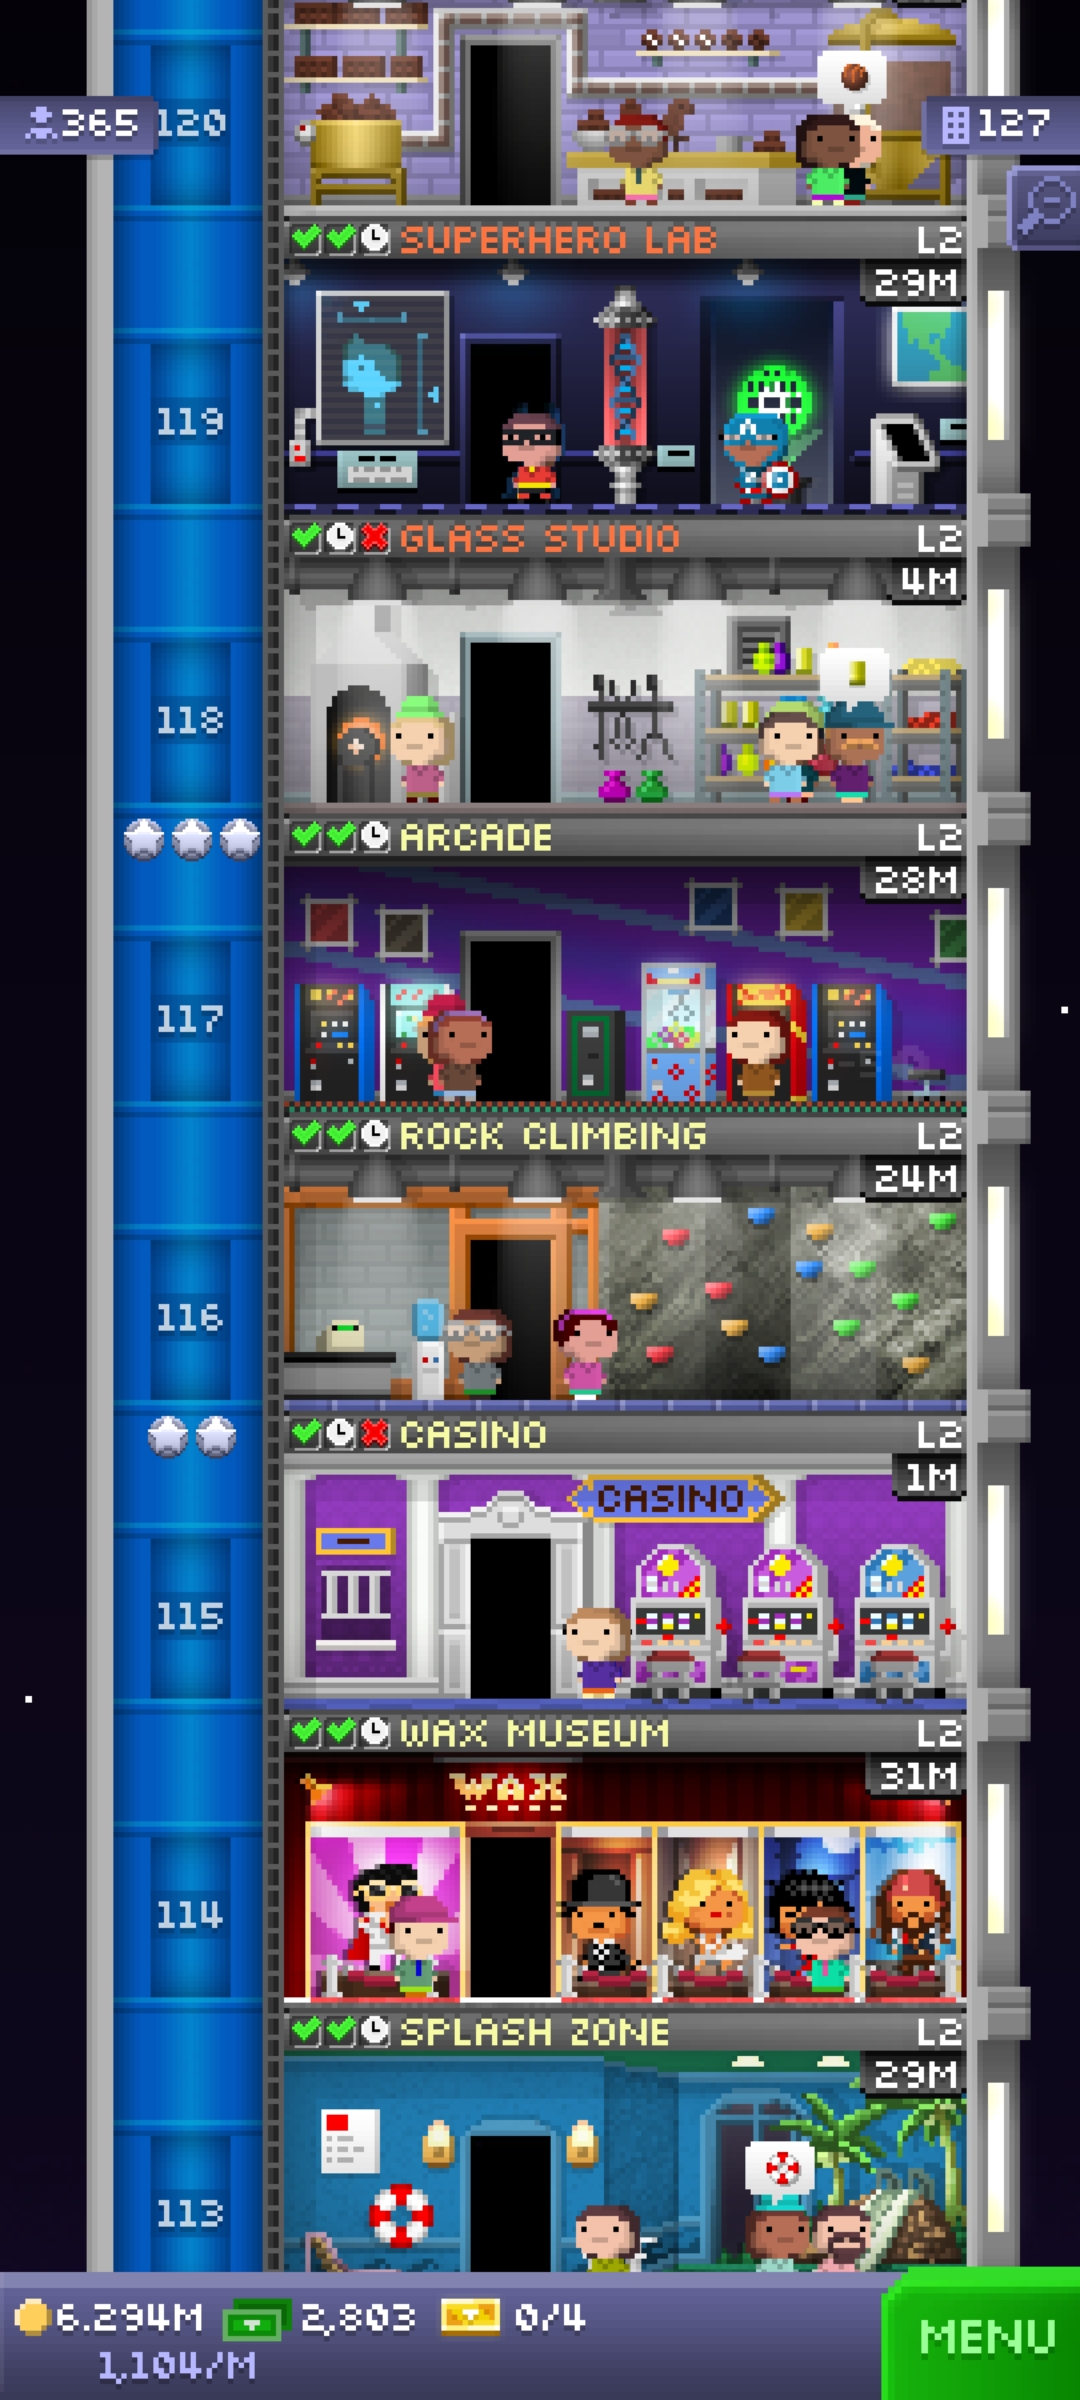 365
120
127
SUPERHERO LAB L2
29M
119
GLASS STUDIO L2
4M
118
ARCADE L2
28M
117
ROCK CLIMBING L2
24M
116
CASINO L2
1M
CASINO
115
WAX MUSEUM L2
31M
WAX
114
SPLASH ZONE L2
29M
113
6.294M 2,803 0/4
1,104/M
MENU